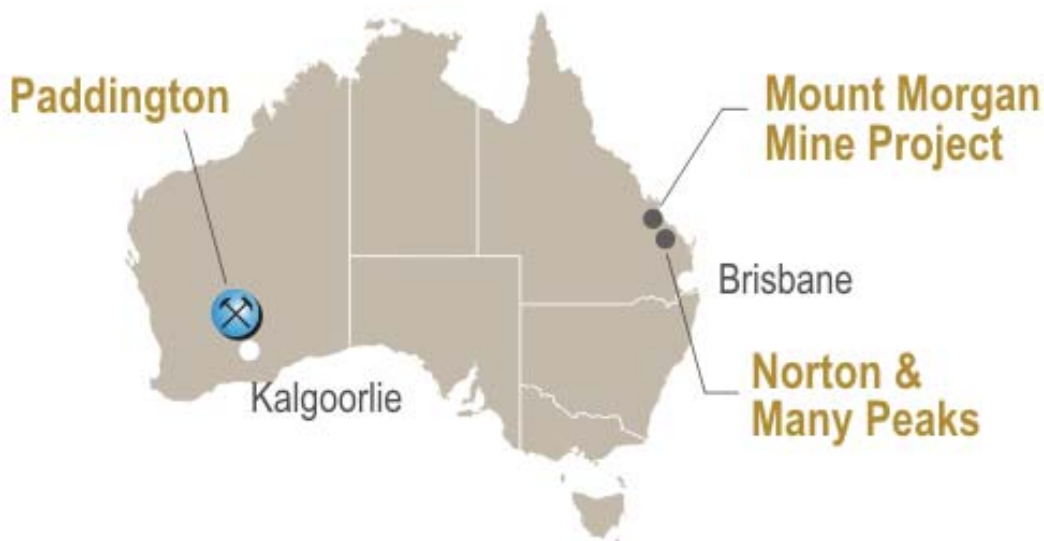 Paddington
Mount Morgan
Mine Project
Brisbane
Norton &
Many Peaks
Kalgoorlie